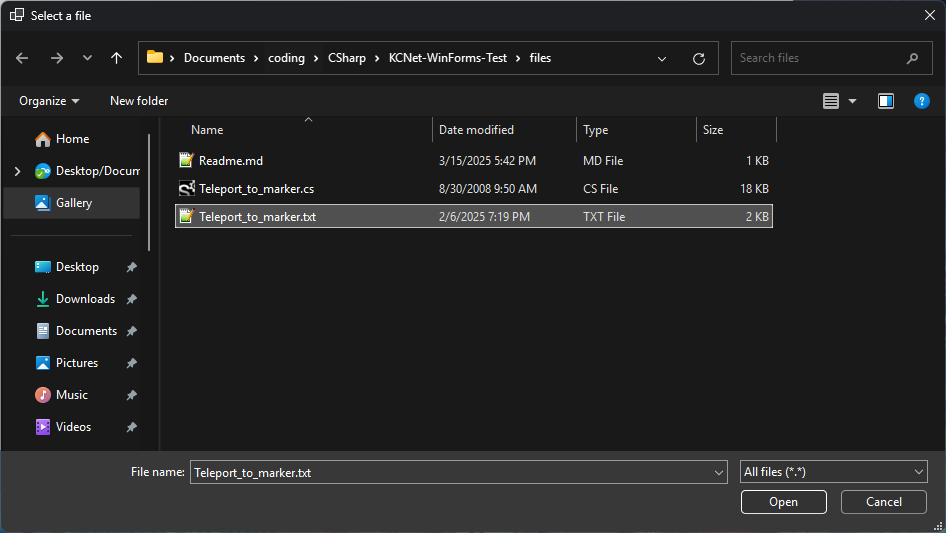 Select a file
Documents > coding > CSharp > KCNet-WinForms-Test > files
Search files
Organize
New folder
?
Name Date modified Type Size
Home
Desktop/Docum
Gallery
Desktop
Downloads
Documents
Pictures
Music
Videos
Readme.md 3/15/2025 5:42 PM MD File 1 KB
Teleport_to_marker.cs 8/30/2008 9:50 AM CS File 18 KB
Teleport_to_marker.txt 2/6/2025 7:19 PM TXT File 2 KB
File name: Teleport_to_marker.txt All files (*.*)
Open Cancel